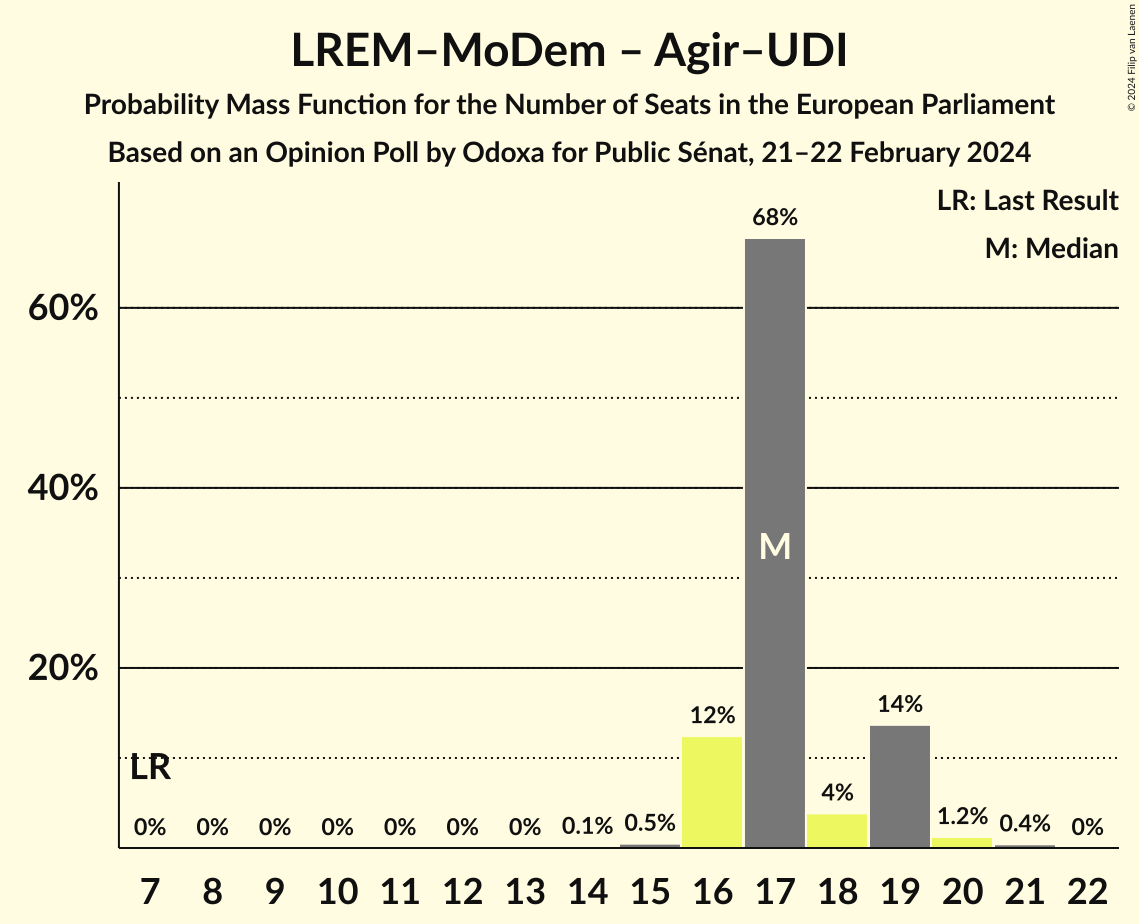 LREM–MoDem – Agir–UDI
Probability Mass Function for the Number of Seats in the European Parliament
Based on an Opinion Poll by Odoxa for Public Sénat, 21–22 February 2024
© 2024 Filip van Laenen
LR: Last Result
M: Median
68%
60%
40%
M
20%
14%
12%
LR
4%
1.2%
0% 0% 0% 0% 0% 0% 0% 0.1% 0.5% 0.4% 0%
7 8 9 10 11 12 13 14 15 16 17 18 19 20 21 22